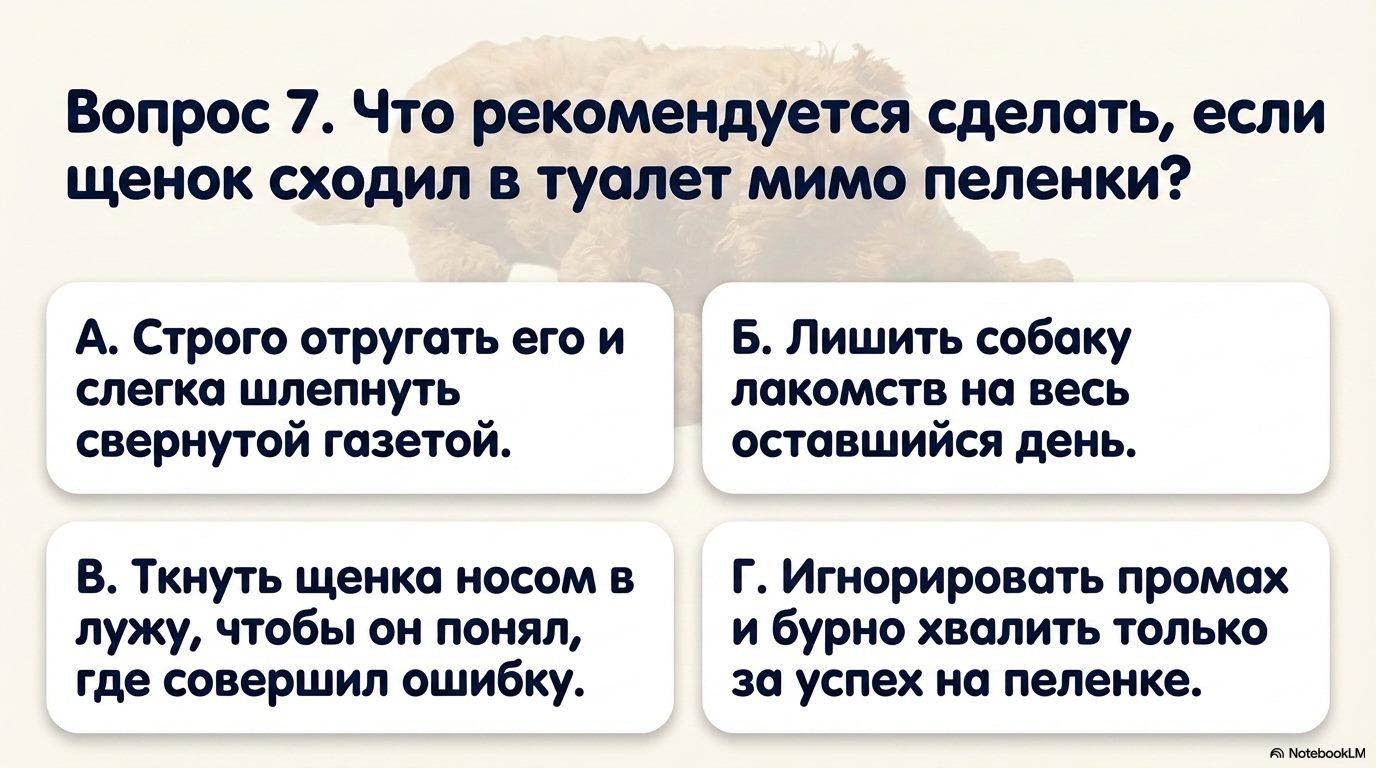 Вопрос 7. Что рекомендуется сделать, если
щенок сходил в туалет мимо пеленки?
А. Строго отругать его и
слегка шлепнуть
свернутой газетой.
Б. Лишить собаку
лакомств на весь
оставшийся день.
В. Ткнуть щенка носом в
лужу, чтобы он понял,
где совершил ошибку.
Г. Игнорировать промах
и бурно хвалить только
за успех на пеленке.
NotebookLM